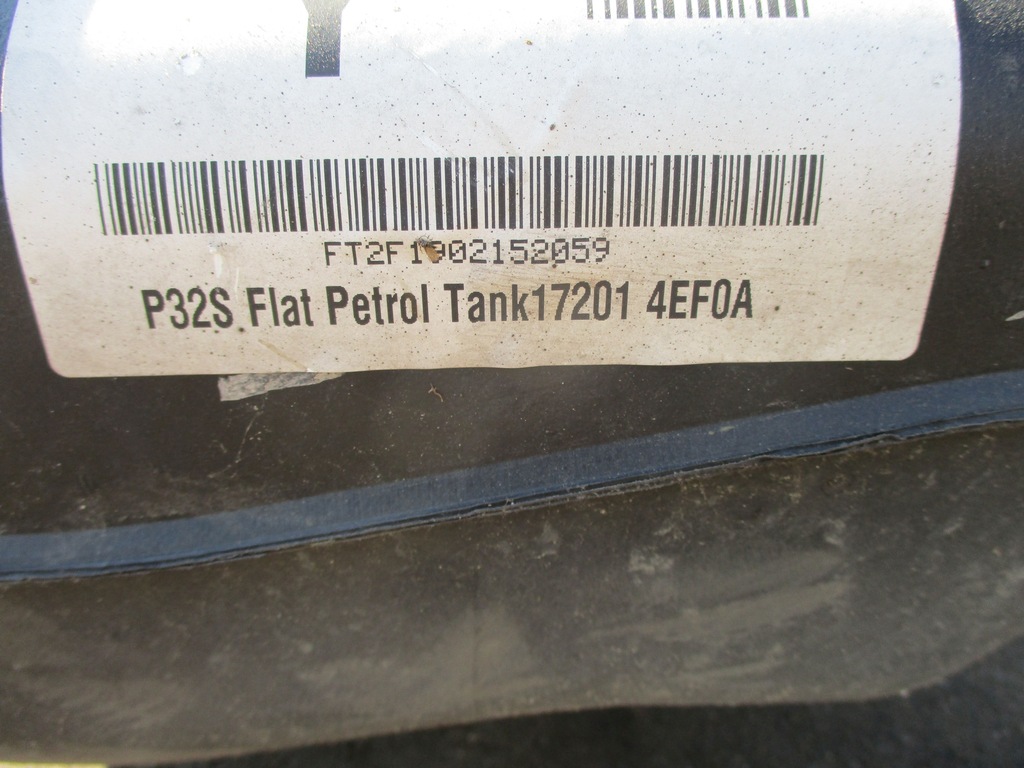 Y
FT2F1902152059
P32S Flat Petrol Tank17201 4EF0A